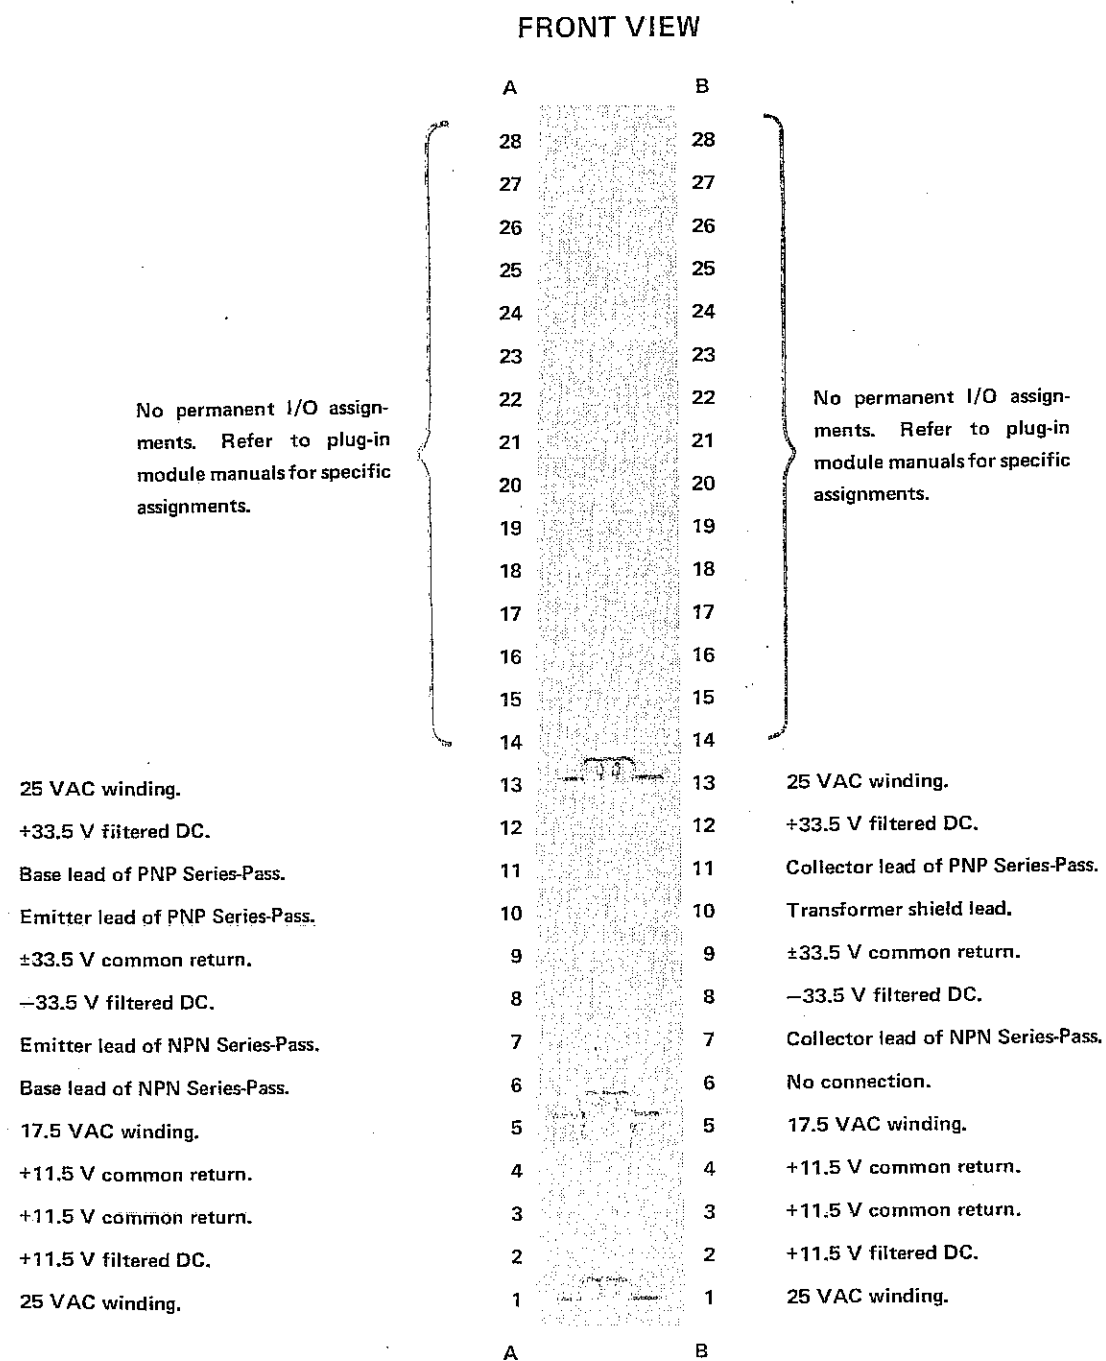 FRONT VIEW
A B
28 28
27 27
26 26
25 25
24 24
23 23
22 22
21 21
20 20
19 19
18 18
17 17
16 16
15 15
14 14
No permanent I/O assign-
ments. Refer to plug-in
module manuals for specific
assignments.
No permanent I/O assign-
ments. Refer to plug-in
module manuals for specific
assignments.
25 VAC winding. 13 13 25 VAC winding.
+33.5 V filtered DC. 12 12 +33.5 V filtered DC.
Base lead of PNP Series-Pass. 11 11 Collector lead of PNP Series-Pass.
Emitter lead of PNP Series-Pass. 10 10 Transformer shield lead.
±33.5 V common return. 9 9 ±33.5 V common return.
−33.5 V filtered DC. 8 8 −33.5 V filtered DC.
Emitter lead of NPN Series-Pass. 7 7 Collector lead of NPN Series-Pass.
Base lead of NPN Series-Pass. 6 6 No connection.
17.5 VAC winding. 5 5 17.5 VAC winding.
+11.5 V common return. 4 4 +11.5 V common return.
+11.5 V common return. 3 3 +11.5 V common return.
+11.5 V filtered DC. 2 2 +11.5 V filtered DC.
25 VAC winding. 1 1 25 VAC winding.
A B